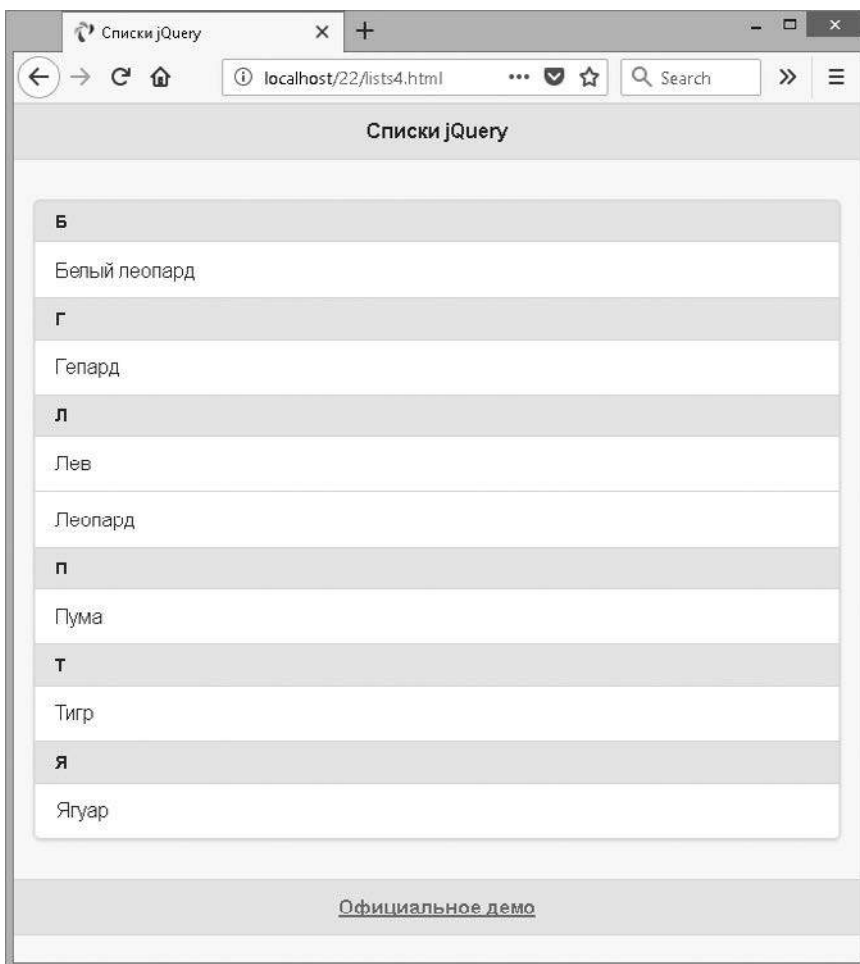 Списки jQuery
localhost/22/lists4.html
Search
Списки jQuery
Б
Белый леопард
Г
Гепард
Л
Лев
Леопард
П
Пума
Т
Тигр
Я
Ягуар
Официальное демо